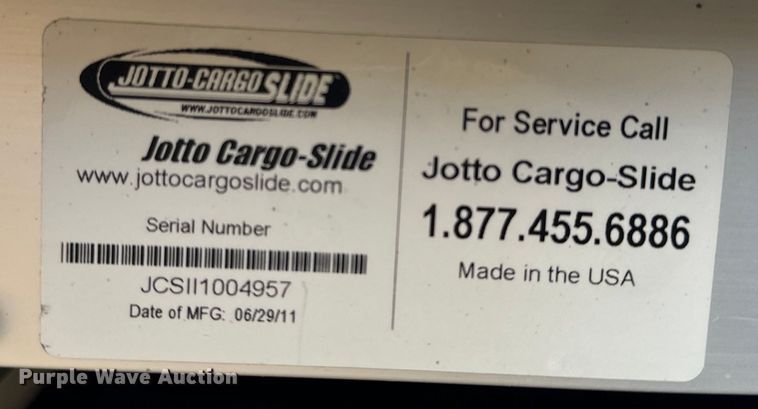 JOTTO-CARGO SLIDE
WWW.JOTTOCARGOSLIDE.COM
Jotto Cargo-Slide
www.jottocargoslide.com
Serial Number
JCSII1004957
Date of MFG: 06/29/11
For Service Call
Jotto Cargo-Slide
1.877.455.6886
Made in the USA
Purple Wave Auction